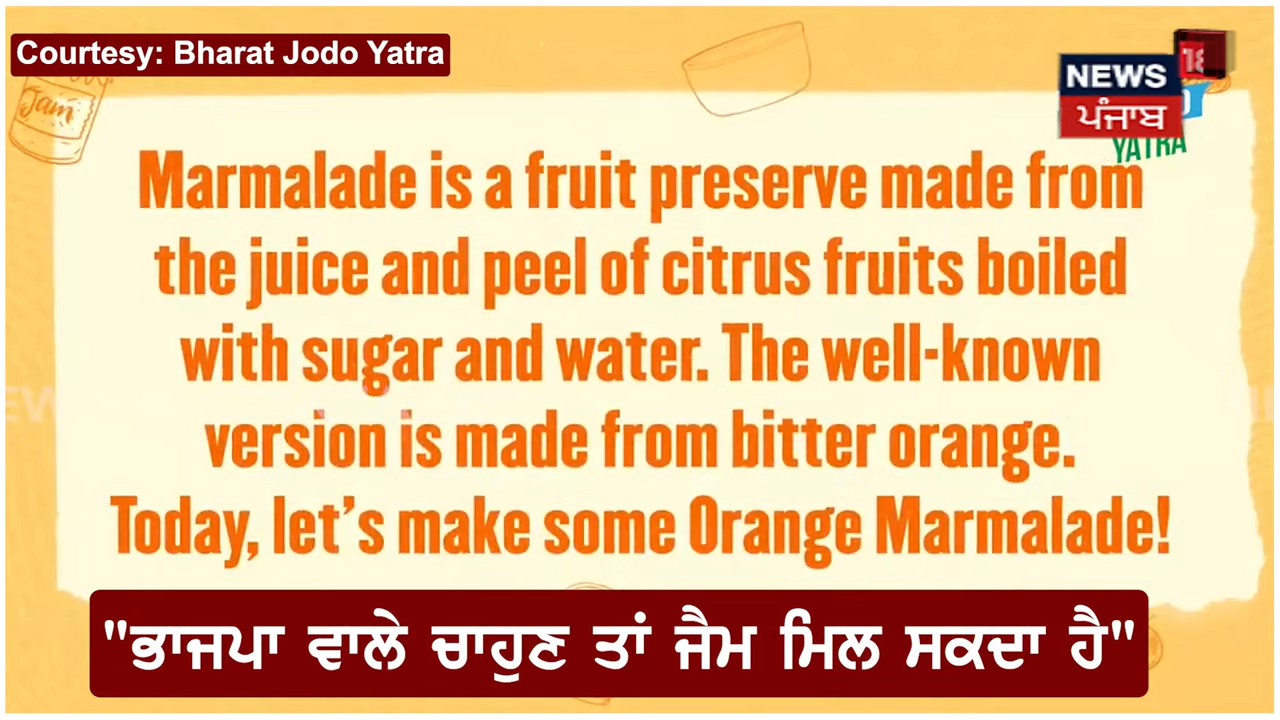 Courtesy: Bharat Jodo Yatra
Jam
18
NEWS
ਪੰਜਾਬ
YATRA
Marmalade is a fruit preserve made from
the juice and peel of citrus fruits boiled
with sugar and water. The well-known
version is made from bitter orange.
Today, let's make some Orange Marmalade!
"ਭਾਜਪਾ ਵਾਲੇ ਚਾਹੁਣ ਤਾਂ ਜੈਮ ਮਿਲ ਸਕਦਾ ਹੈ"